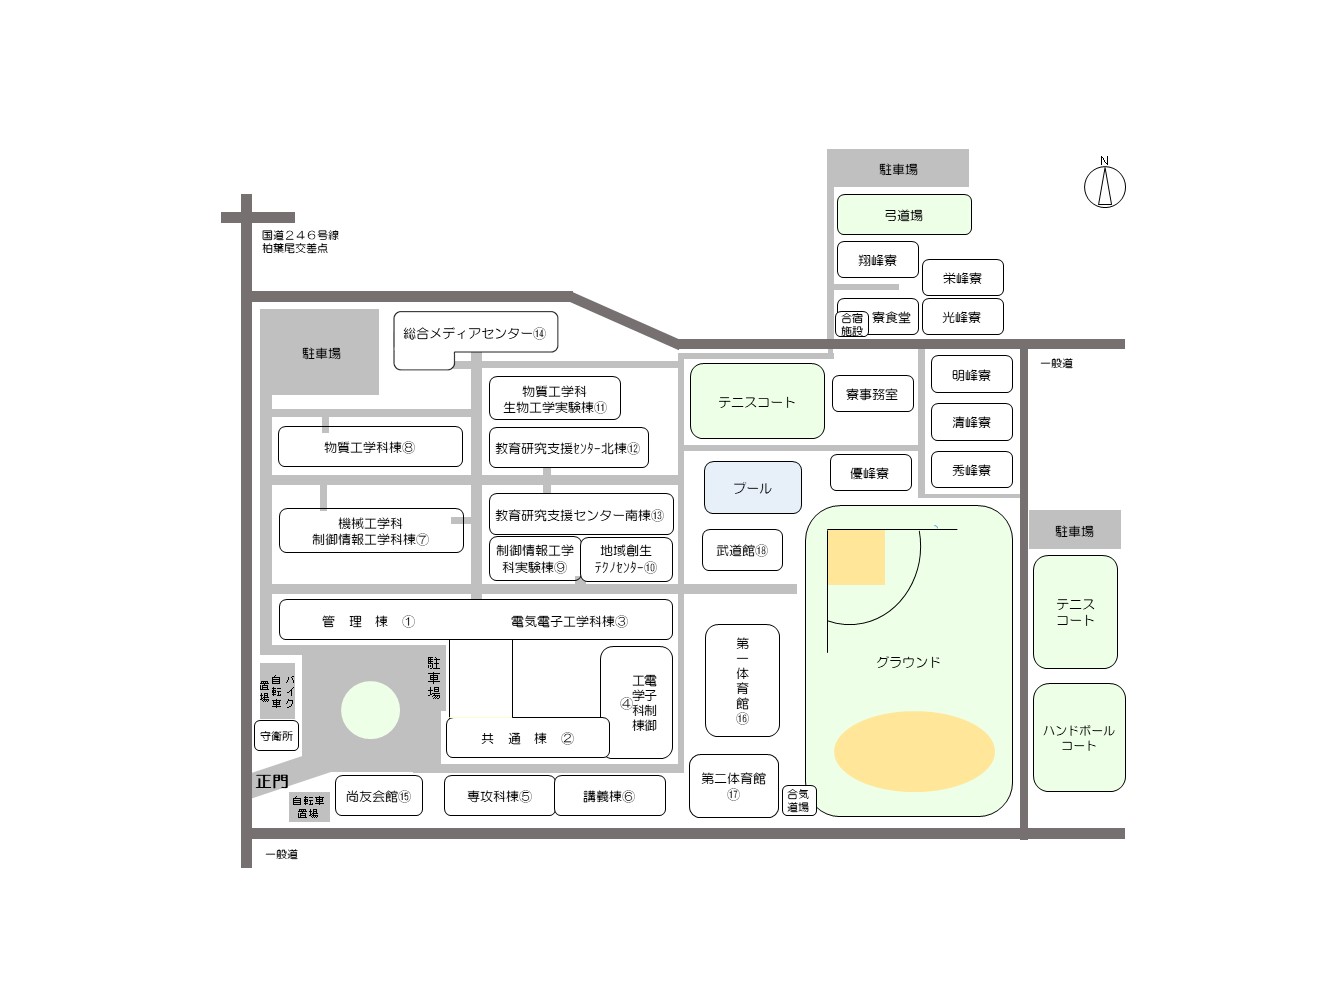 駐車場
N
弓道場
国道２４６号線
柏葉尾交差点
翔峰寮
栄峰寮
合宿
施設
寮食堂
光峰寮
総合メディアセンター⑭
駐車場
一般道
明峰寮
物質工学科
生物工学実験棟⑪
テニスコート
寮事務室
清峰寮
物質工学科棟⑧
教育研究支援ｾﾝﾀｰ北棟⑫
優峰寮
秀峰寮
プール
教育研究支援センター南棟⑬
機械工学科
制御情報工学科棟⑦
駐車場
制御情報工学
科実験棟⑨
地域創生
ﾃｸﾉｾﾝﾀｰ⑩
武道館⑱
テニス
コート
管　理　棟　①
電気電子工学科棟③
第一体育館⑯
グラウンド
駐車場
バイク
自転車
置場
電子制御
工学科棟
④
守衛所
共　通　棟　②
ハンドボール
コート
正門
第二体育館
⑰
自転車
置場
尚友会館⑮
専攻科棟⑤
講義棟⑥
合気
道場
一般道